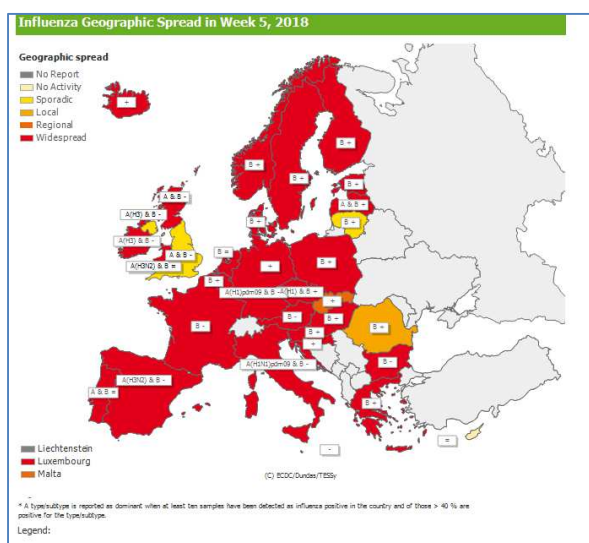 Influenza Geographic Spread in Week 5, 2018
Geographic spread
No Report
No Activity
Sporadic
Local
Regional
Widespread
+
B +
B +
B +
A & B -
B +
A(H3) & B -
A & B +
B +
B +
A(H3) & B -
A & B -
B =
A(H3N2) & B =
B +
+
B +
A(H1)pdm09 & B -
A(H1) & B +
+
B -
B -
B +
B +
B +
+
A(H1N1)pdm09 & B -
B -
A(H3N2) & B -
A & B =
B +
-
=
Liechtenstein
Luxembourg
Malta
(C) ECDC/Dundas/TESSy
-
* A type/subtype is reported as dominant when at least ten samples have been detected as influenza positive in the country and of those > 40 % are
positive for the type/subtype.
Legend: